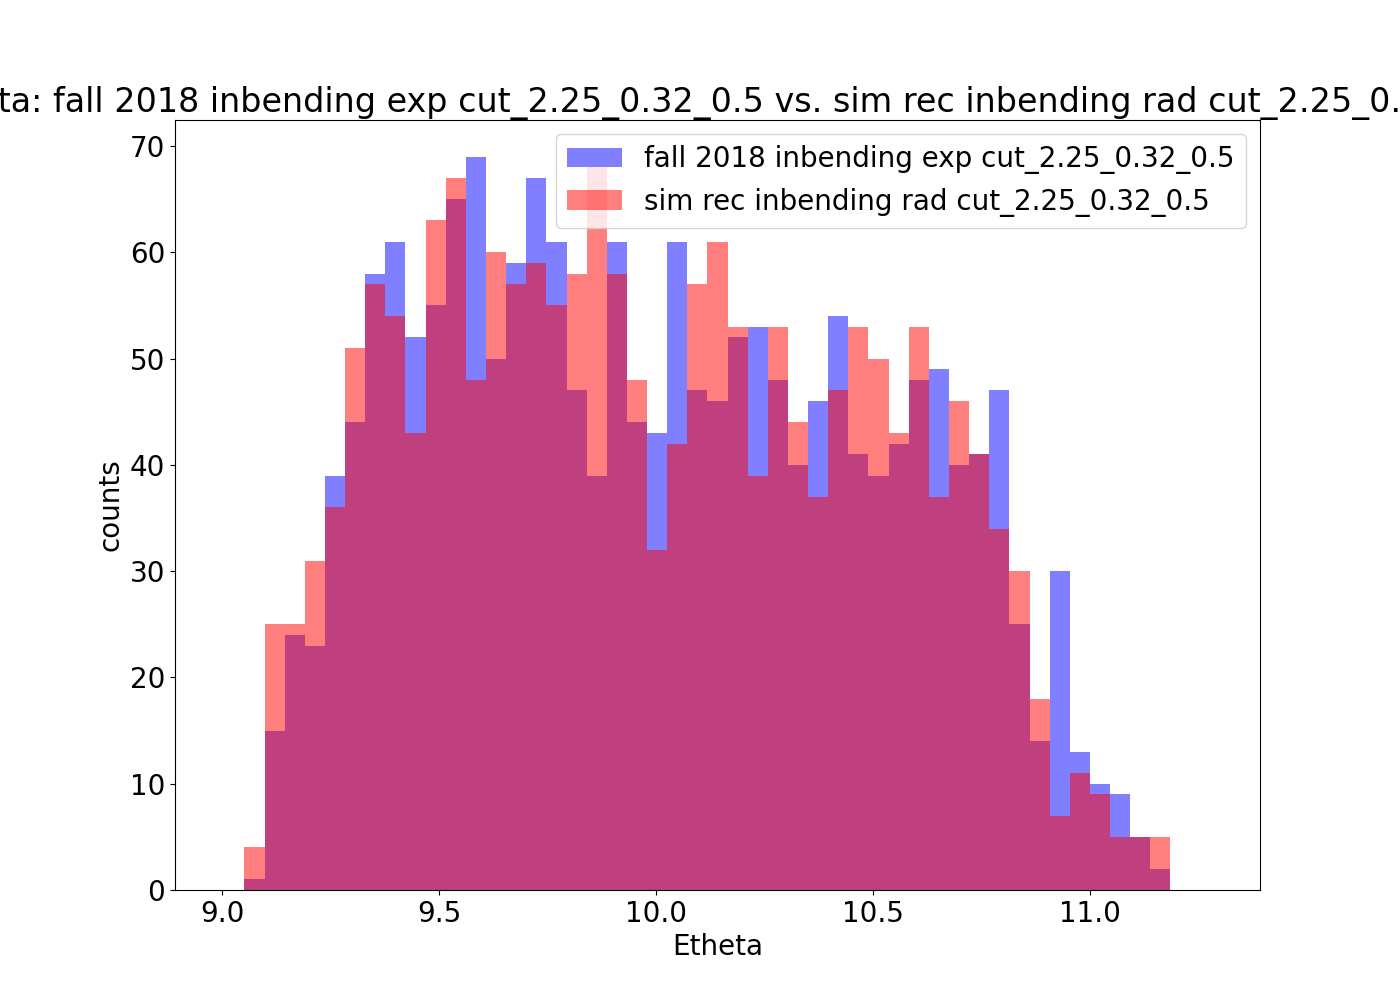 ta: fall 2018 inbending exp cut_2.25_0.32_0.5 vs. sim rec inbending rad cut_2.25_0.
fall 2018 inbending exp cut_2.25_0.32_0.5
sim rec inbending rad cut_2.25_0.32_0.5
counts
70
60
50
40
30
20
10
0
9.0 9.5 10.0 10.5 11.0
Etheta